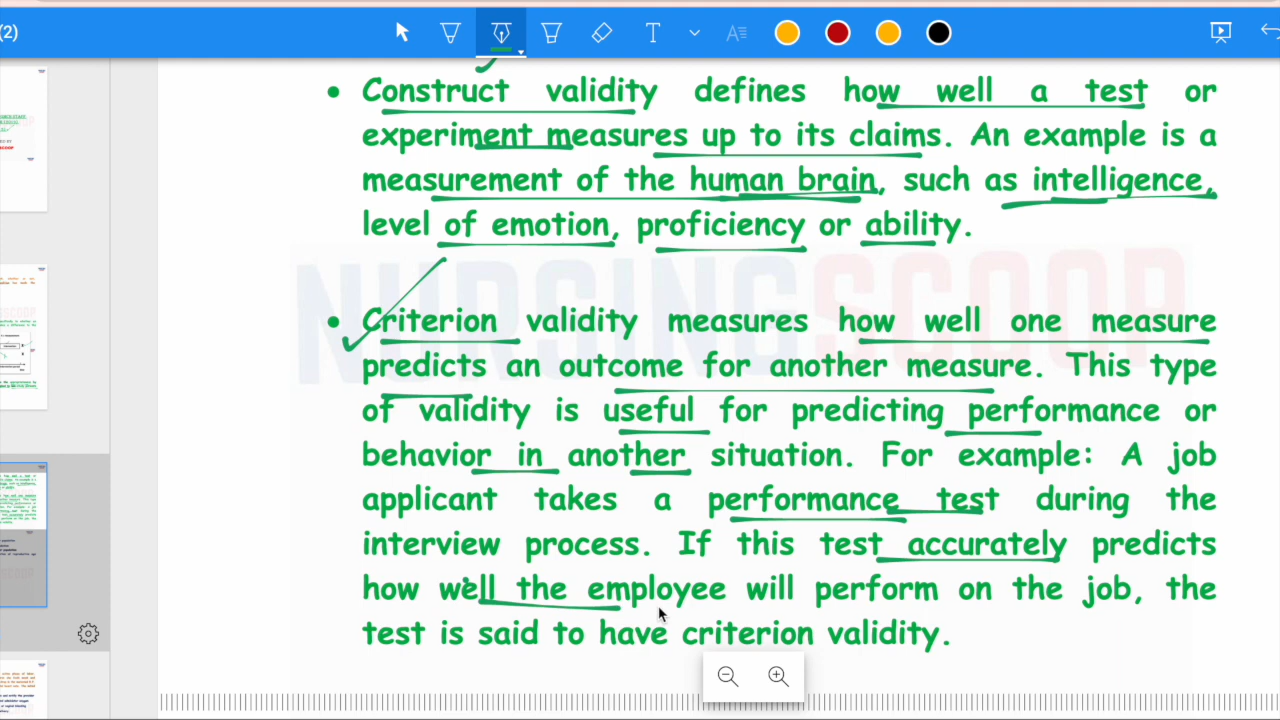 (2)
T
Construct validity defines how well a test or
experiment measures up to its claims. An example is a
measurement of the human brain, such as intelligence,
level of emotion, proficiency or ability.
NURSINGSCOOP
Criterion validity measures how well one measure
predicts an outcome for another measure. This type
of validity is useful for predicting performance or
behavior in another situation. For example: A job
applicant takes a performance test during the
interview process. If this test accurately predicts
how well the employee will perform on the job, the
test is said to have criterion validity.